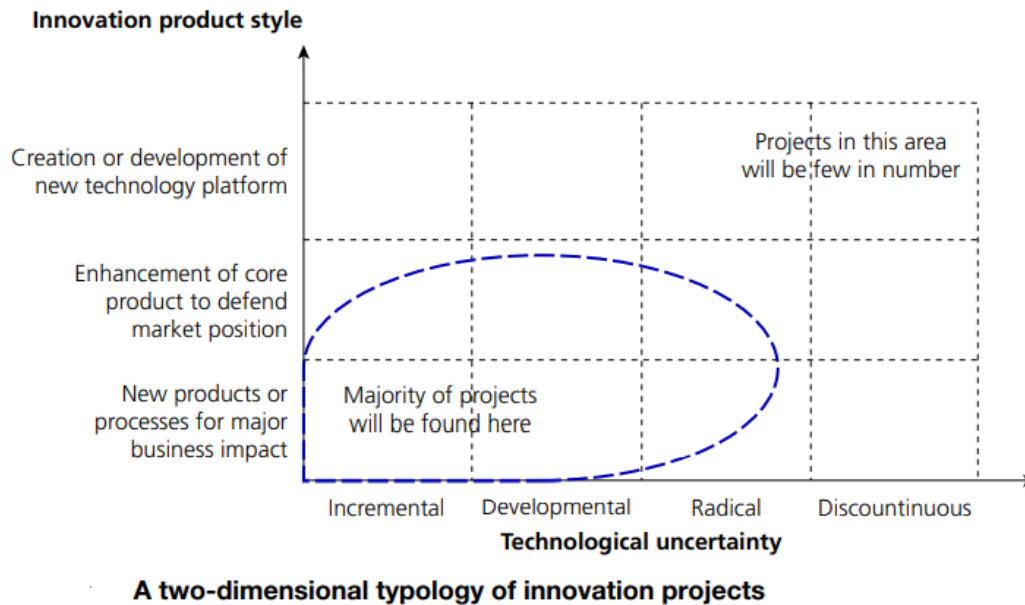 Innovation product style
Creation or development of
new technology platform
Projects in this area
will be few in number
Enhancement of core
product to defend
market position
New products or
processes for major
business impact
Majority of projects
will be found here
Incremental
Developmental
Radical
Discountinuous
Technological uncertainty
A two-dimensional typology of innovation projects